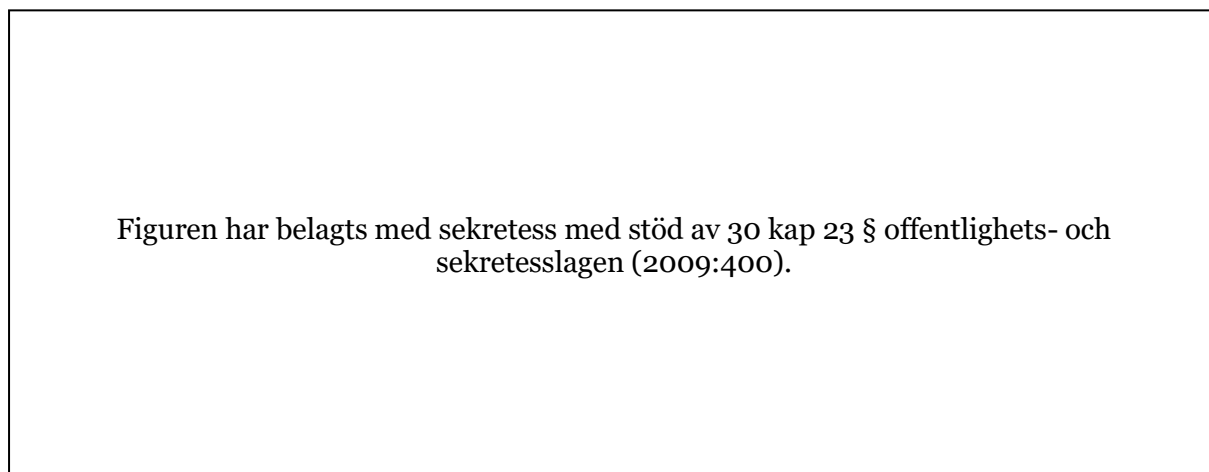 Figuren har belagts med sekretess med stöd av 30 kap 23 § offentlighets- och
sekretesslagen (2009:400).